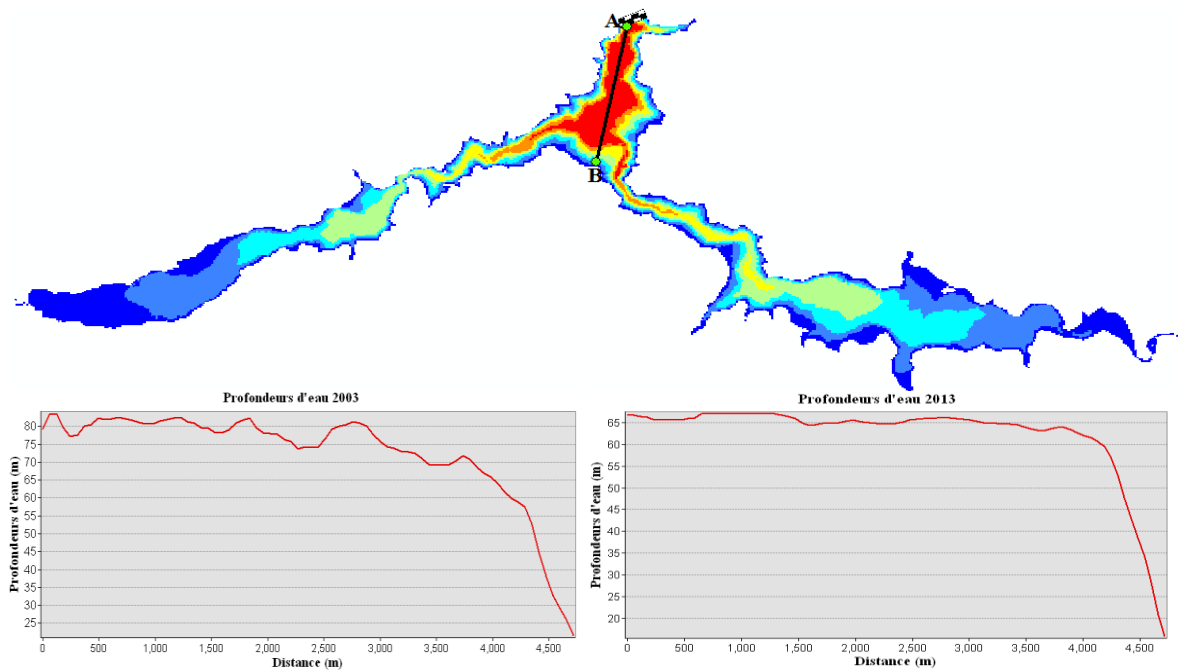 A
B
Profondeurs d'eau 2003
Profondeurs d'eau (m)
80
75
70
65
60
55
50
45
40
35
30
25
0 500 1,000 1,500 2,000 2,500 3,000 3,500 4,000 4,500
Distance (m)
Profondeurs d'eau 2013
Profondeurs d'eau (m)
65
60
55
50
45
40
35
30
25
20
0 500 1,000 1,500 2,000 2,500 3,000 3,500 4,000 4,500
Distance (m)